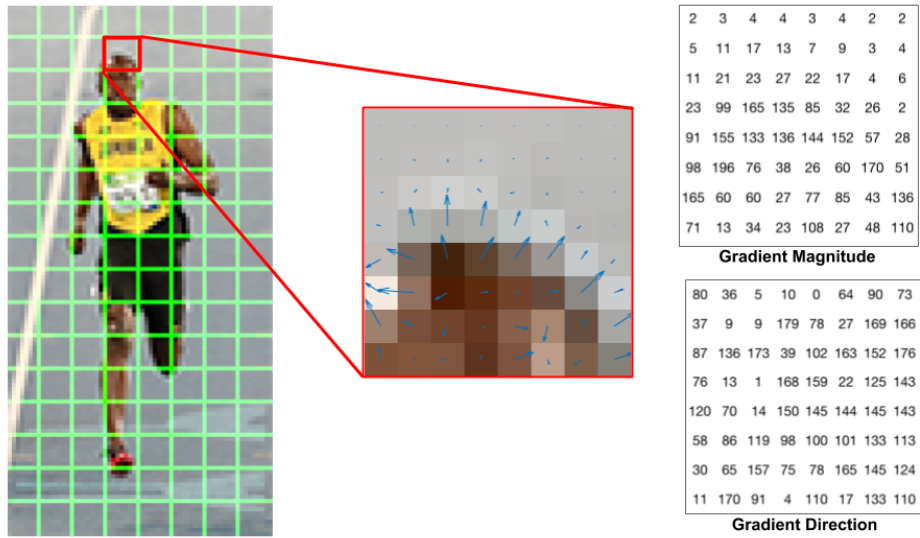 2 3 4 4 3 4 2 2
5 11 17 13 7 9 3 4
11 21 23 27 22 17 4 6
23 99 165 135 85 32 26 2
91 155 133 136 144 152 57 28
98 196 76 38 26 60 170 51
165 60 60 27 77 85 43 136
71 13 34 23 108 27 48 110
Gradient Magnitude
80 36 5 10 0 64 90 73
37 9 9 179 78 27 169 166
87 136 173 39 102 163 152 176
76 13 1 168 159 22 125 143
120 70 14 150 145 144 145 143
58 86 119 98 100 101 133 113
30 65 157 75 78 165 145 124
11 170 91 4 110 17 133 110
Gradient Direction